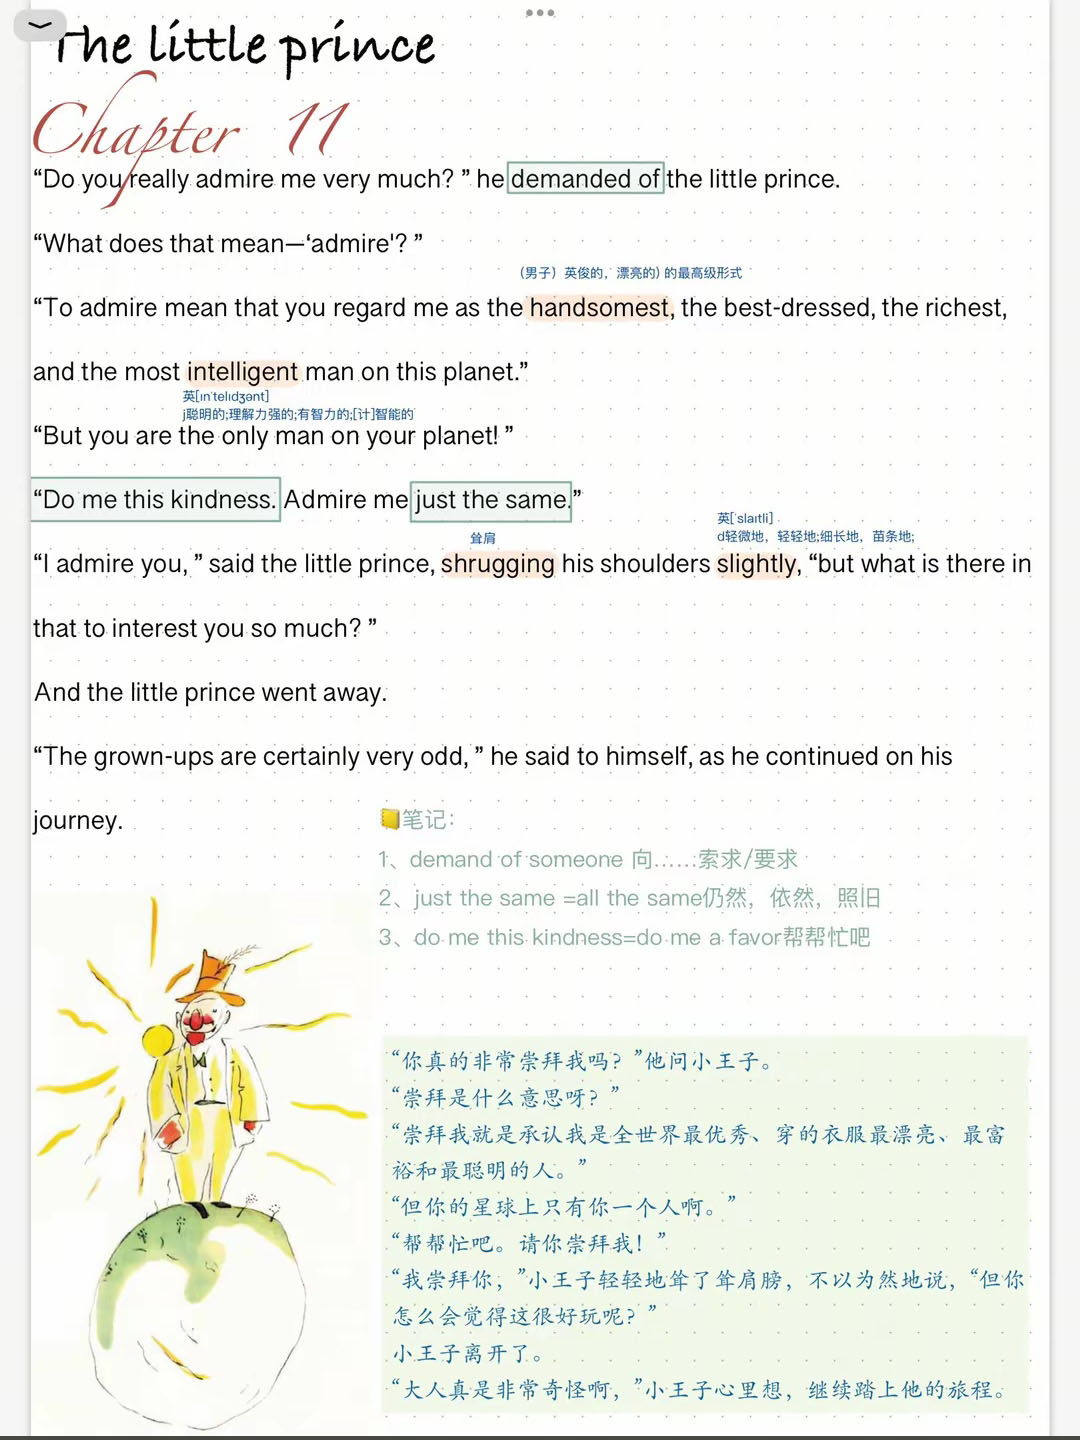 The little prince
Chapter 11
“Do you really admire me very much? ” he demanded of the little prince.
“What does that mean—‘admire'? ”
(男子）英俊的，漂亮的) 的最高级形式
“To admire mean that you regard me as the handsomest, the best-dressed, the richest,
and the most intelligent man on this planet.”
英[ɪnˈtelɪdʒənt]
j聪明的;理解力强的;有智力的;[计]智能的
“But you are the only man on your planet! ”
“Do me this kindness. Admire me just the same.”
英[ˈslaɪtli]
耸肩
d轻微地，轻轻地;细长地，苗条地;
“I admire you, ” said the little prince, shrugging his shoulders slightly, “but what is there in
that to interest you so much? ”
And the little prince went away.
“The grown-ups are certainly very odd, ” he said to himself, as he continued on his
journey.
笔记：
1、demand of someone 向……索求/要求
2、just the same =all the same仍然，依然，照旧
3、do me this kindness=do me a favor帮帮忙吧
“你真的非常崇拜我吗？”他问小王子。
“崇拜是什么意思呀？”
“崇拜我就是承认我是全世界最优秀、穿的衣服最漂亮、最富
裕和最聪明的人。”
“但你的星球上只有你一个人啊。”
“帮帮忙吧。请你崇拜我！”
“我崇拜你，”小王子轻轻地耸了耸肩膀，不以为然地说，“但你
怎么会觉得这很好玩呢？”
小王子离开了。
“大人真是非常奇怪啊，”小王子心里想，继续踏上他的旅程。